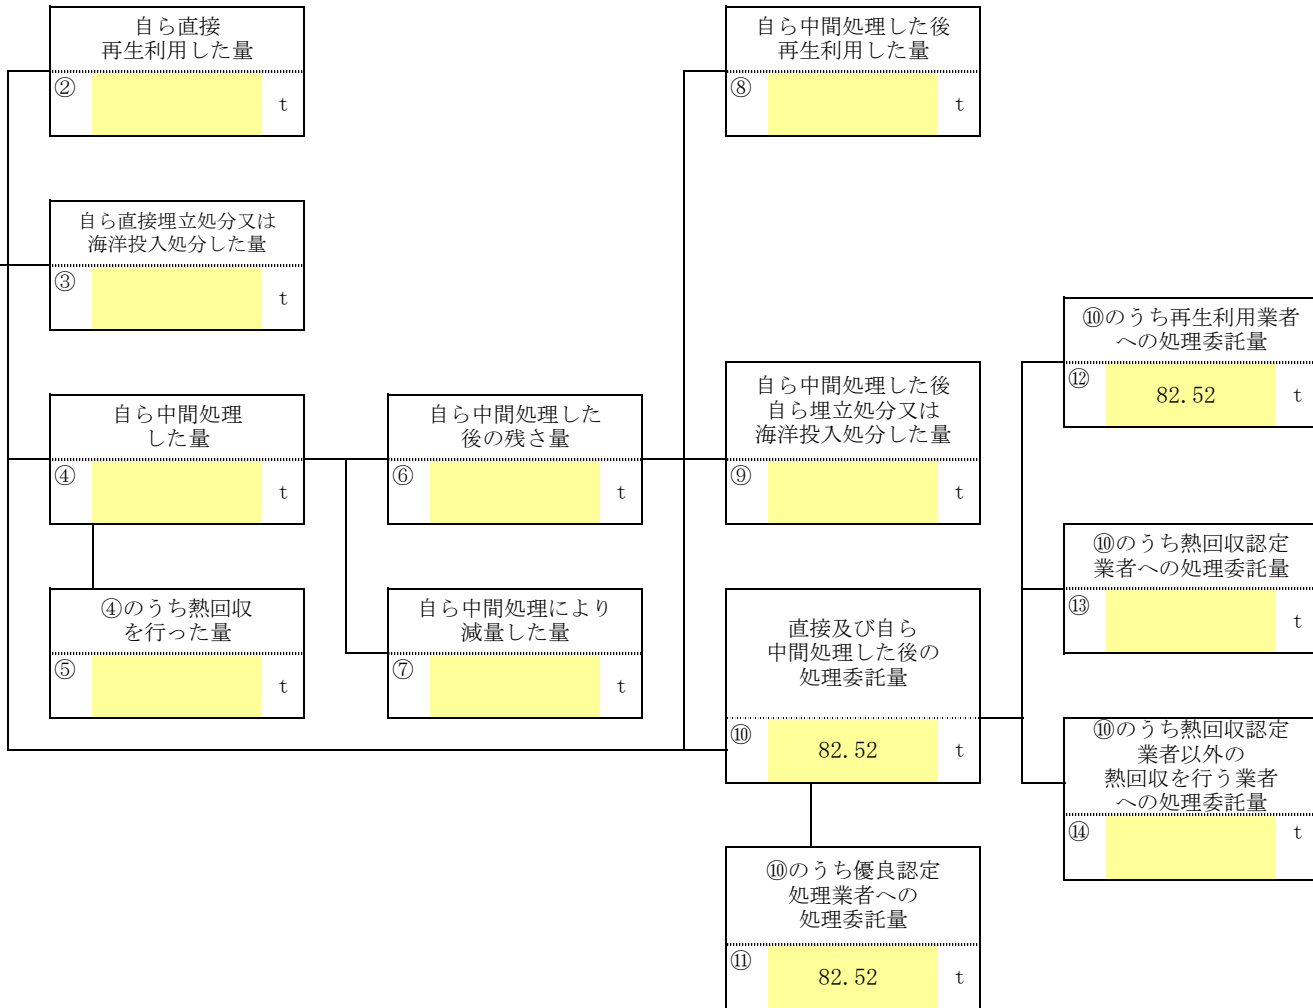 自ら直接
再生利用した量
②
t
自ら中間処理した後
再生利用した量
⑧
t
自ら直接埋立処分又は
海洋投入処分した量
③
t
⑩のうち再生利用業者
への処理委託量
⑫
82.52 t
自ら中間処理
した量
④
t
自ら中間処理した
後の残さ量
⑥
t
自ら中間処理した後
自ら埋立処分又は
海洋投入処分した量
⑨
t
⑩のうち熱回収認定
業者への処理委託量
⑬
t
④のうち熱回収
を行った量
⑤
t
自ら中間処理により
減量した量
⑦
t
直接及び自ら
中間処理した後の
処理委託量
⑩
82.52 t
⑩のうち熱回収認定
業者以外の
熱回収を行う業者
への処理委託量
⑭
t
⑩のうち優良認定
処理業者への
処理委託量
⑪
82.52 t